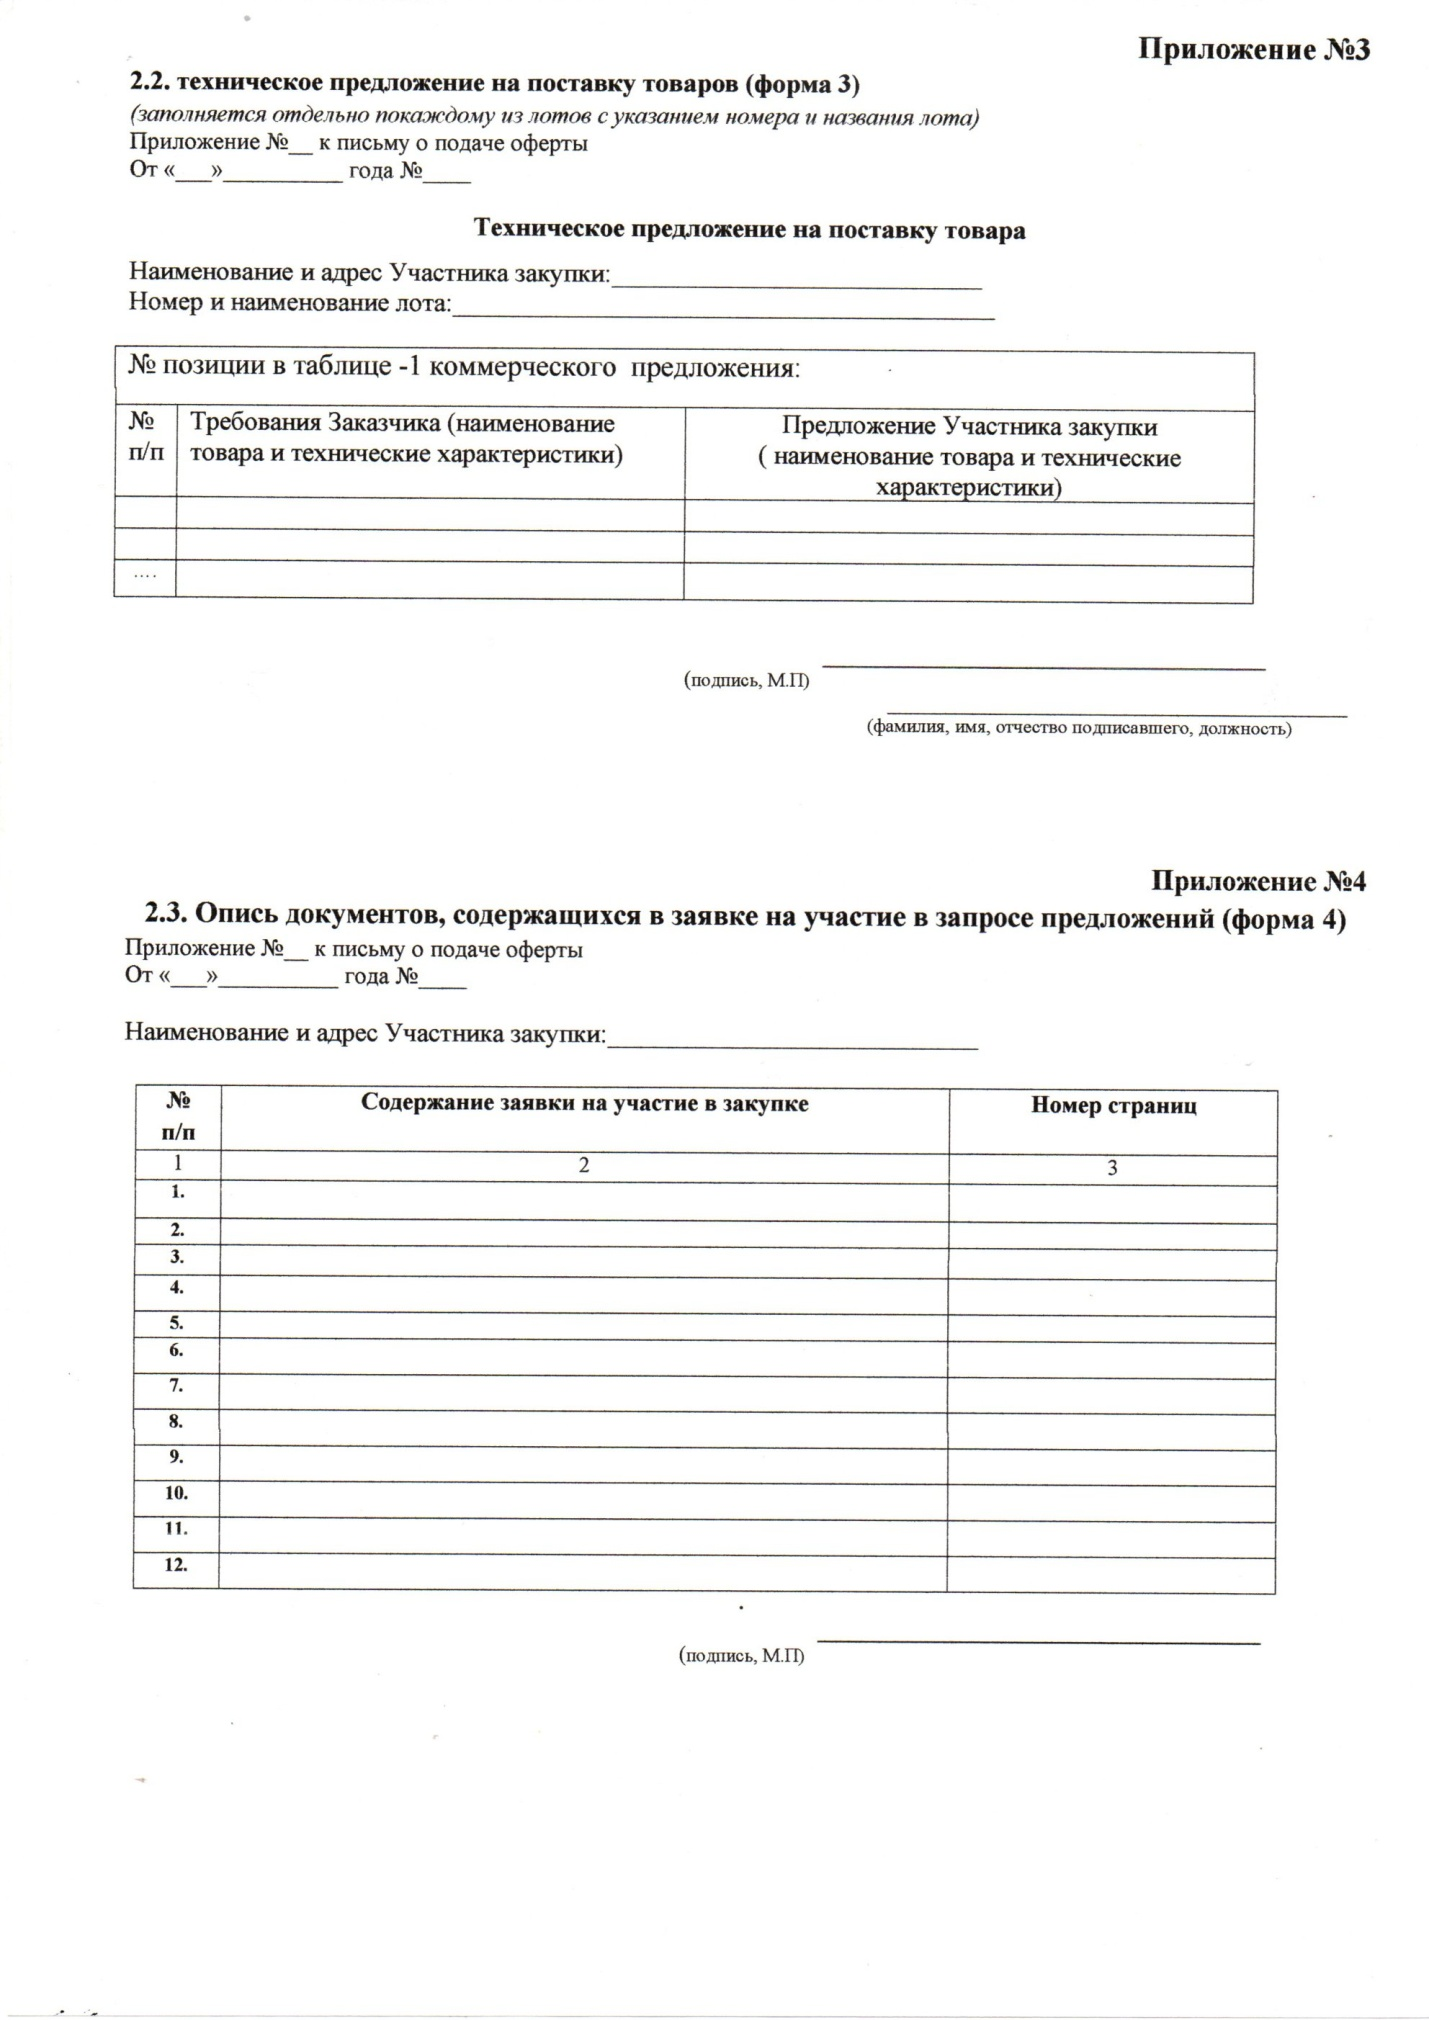 Приложение №3
2.2. техническое предложение на поставку товаров (форма 3)
(заполняется отдельно покаждому из лотов с указанием номера и названия лота)
Приложение №__ к письму о подаче оферты
От «___»__________ года №____
Техническое предложение на поставку товара
Наименование и адрес Участника закупки:____________________________
Номер и наименование лота:_________________________________________
№ позиции в таблице -1 коммерческого предложения:
№ п/п
Требования Заказчика (наименование
товара и технические характеристики)
Предложение Участника закупки
( наименование товара и технические
характеристики)
....
(подпись, М.П)
(фамилия, имя, отчество подписавшего, должность)
Приложение №4
2.3. Опись документов, содержащихся в заявке на участие в запросе предложений (форма 4)
Приложение №__ к письму о подаче оферты
От «___»__________ года №____
Наименование и адрес Участника закупки:____________________________
№ п/п
Содержание заявки на участие в закупке
Номер страниц
1 2 3
1.
2.
3.
4.
5.
6.
7.
8.
9.
10.
11.
12.
(подпись, М.П)